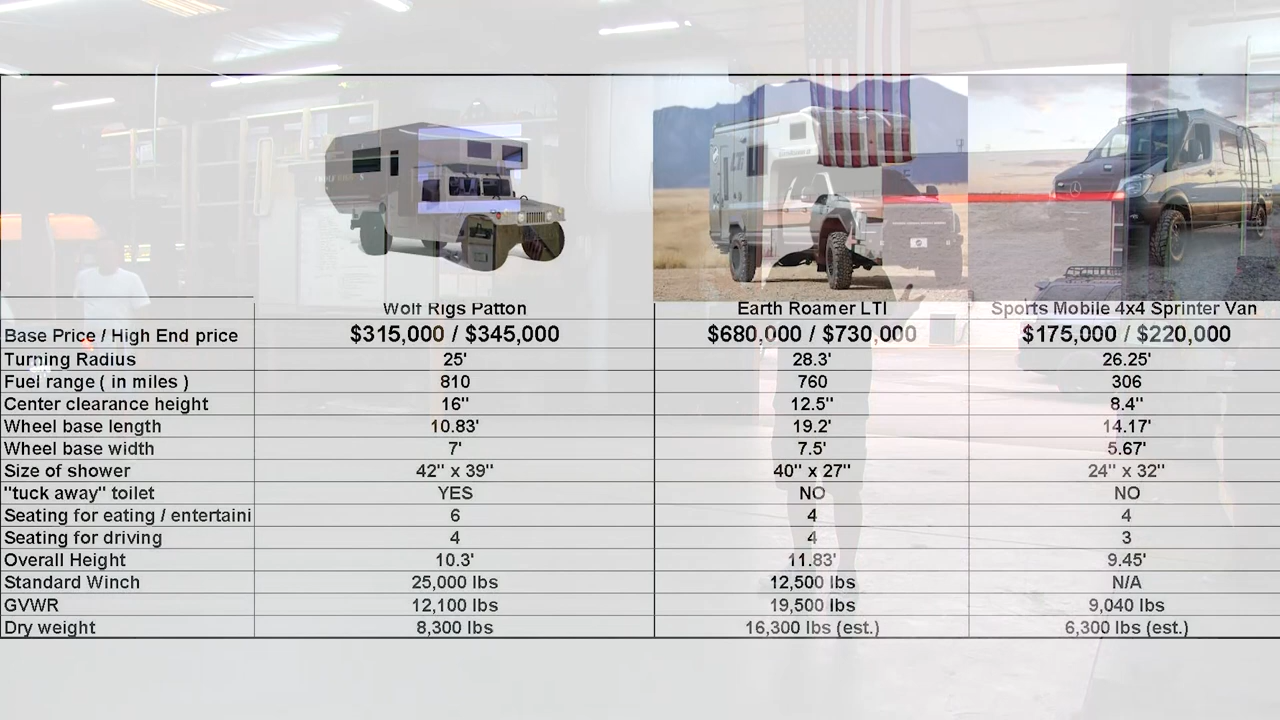 Wolf Rigs Patton Earth Roamer LTI Sports Mobile 4x4 Sprinter Van
Base Price / High End price $315,000 / $345,000 $680,000 / $730,000 $175,000 / $220,000
Turning Radius 25' 28.3' 26.25'
Fuel range ( in miles ) 810 760 306
Center clearance height 16" 12.5" 8.4"
Wheel base length 10.83' 19.2' 14.17'
Wheel base width 7' 7.5' 5.67'
Size of shower 42" x 39" 40" x 27" 24" x 32"
"tuck away" toilet YES NO NO
Seating for eating / entertaini 6 4 4
Seating for driving 4 4 3
Overall Height 10.3' 11.83' 9.45'
Standard Winch 25,000 lbs 12,500 lbs N/A
GVWR 12,100 lbs 19,500 lbs 9,040 lbs
Dry weight 8,300 lbs 16,300 lbs (est.) 6,300 lbs (est.)